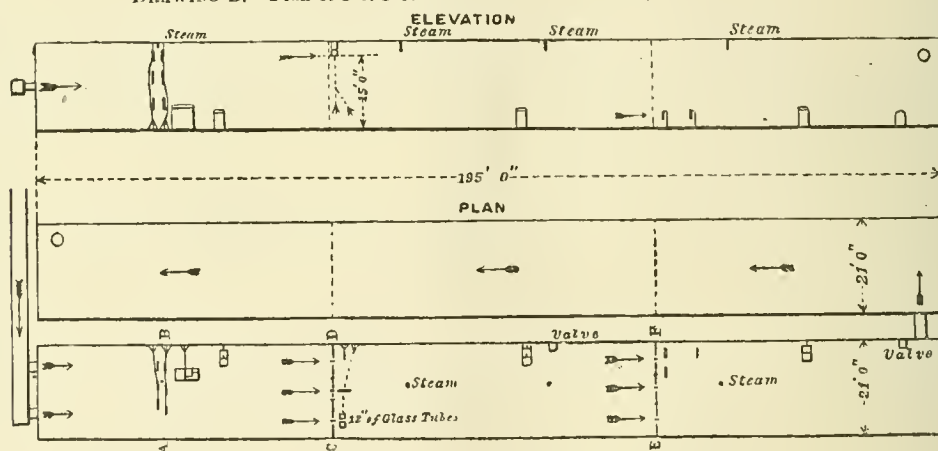 ELEVATION
Steam
Steam
Steam
Steam
15'0"
195' 0"
PLAN
21'0"
B
D
F
Valve
Valve
Steam
Steam
12" of Glass Tubes
21'0"
A
C
E